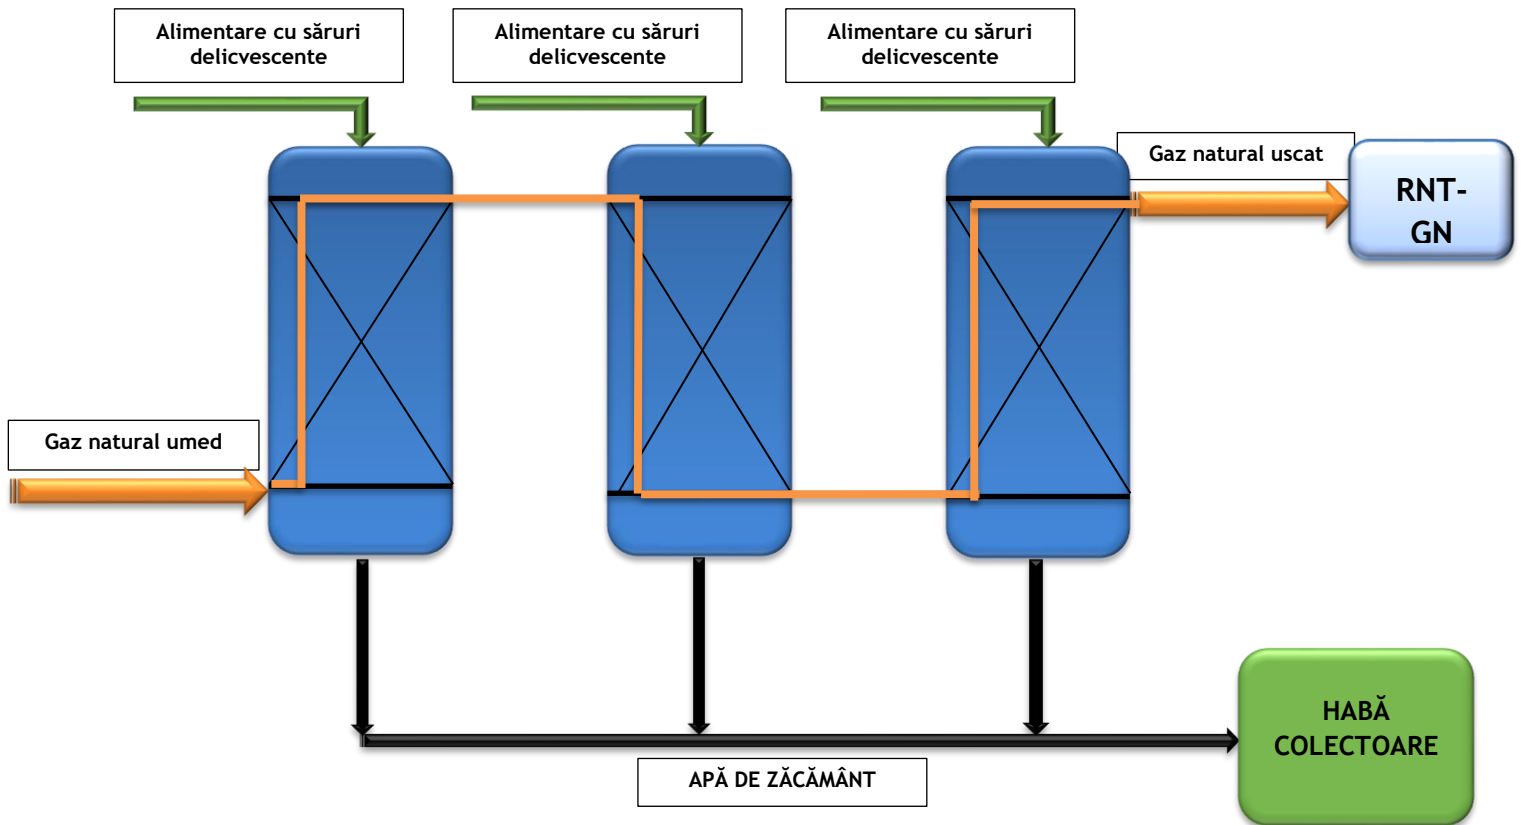 Alimentare cu săruri
delicvescente
Alimentare cu săruri
delicvescente
Alimentare cu săruri
delicvescente
Gaz natural uscat
RNT-
GN
Gaz natural umed
HABĂ
COLECTOARE
APĂ DE ZĂCĂMÂNT